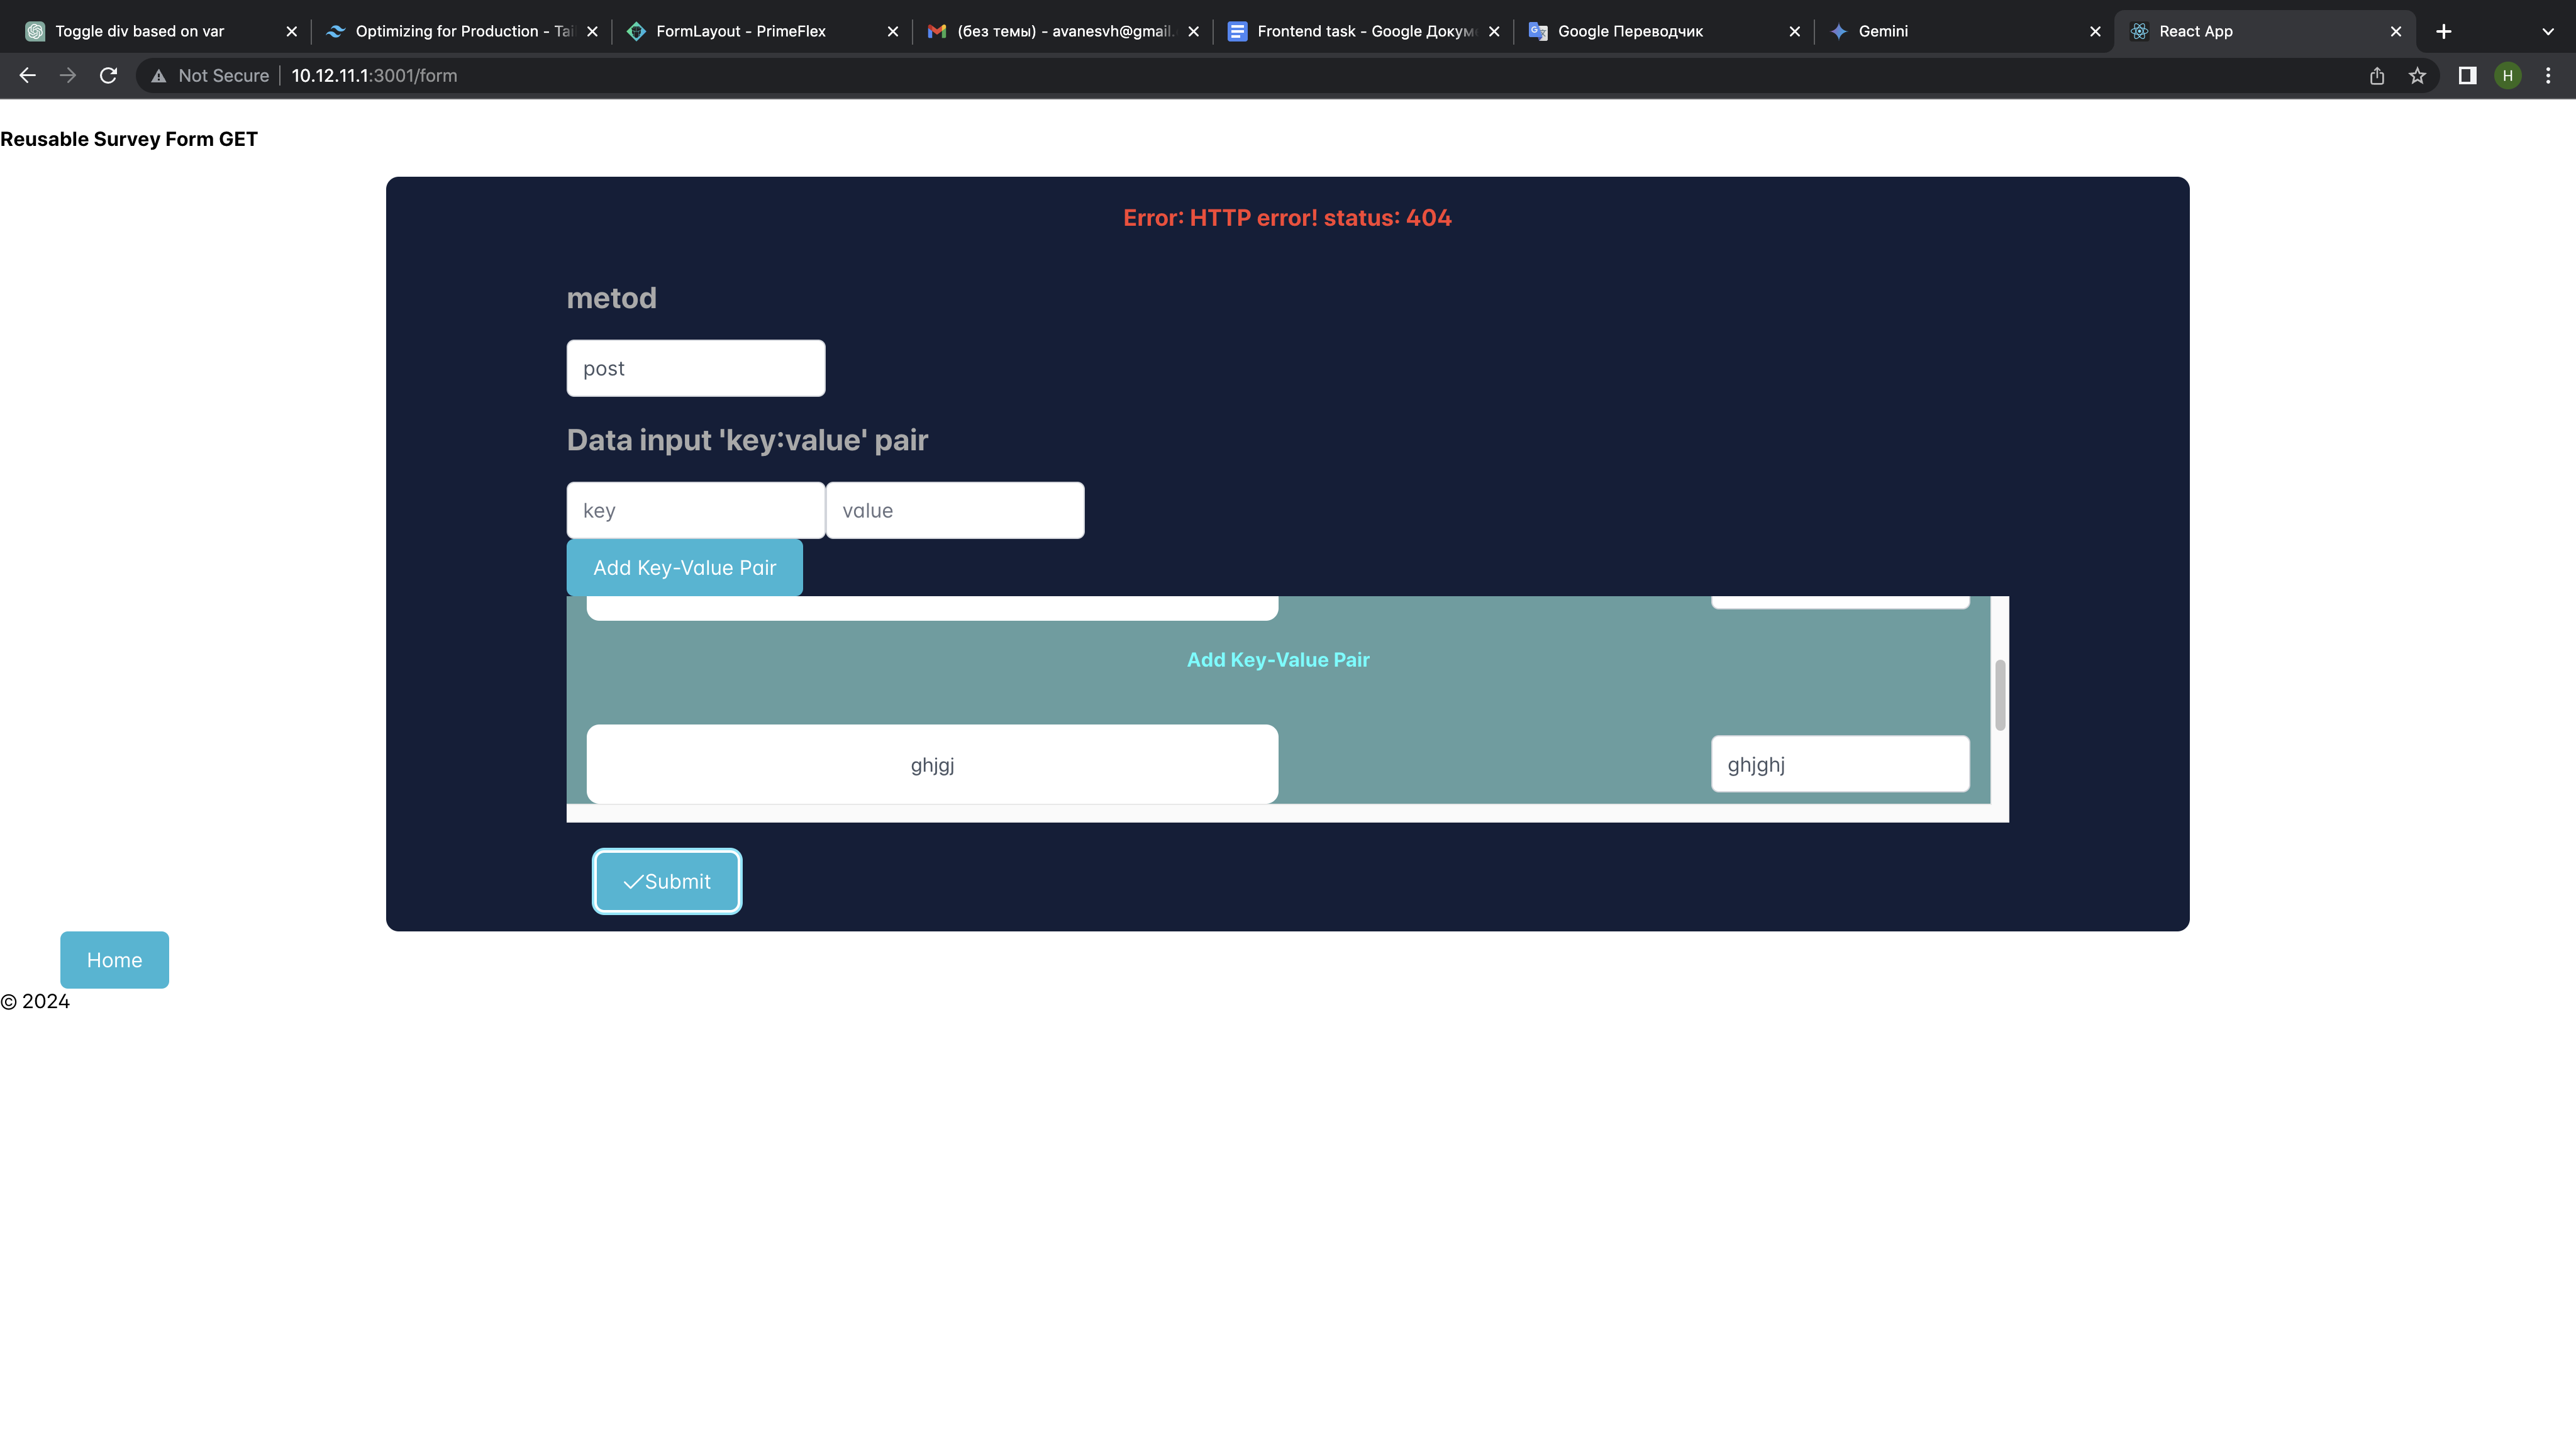 Toggle div based on var
Optimizing for Production - Tai
FormLayout - PrimeFlex
(без темы) - avanesvh@gmail.
Frontend task - Google Докум
Google Переводчик
Gemini
React App
Not Secure 10.12.11.1:3001/form
H
Reusable Survey Form GET
Error: HTTP error! status: 404
metod
post
Data input 'key:value' pair
key value
Add Key-Value Pair
Add Key-Value Pair
ghjgj ghjghj
Submit
Home
© 2024